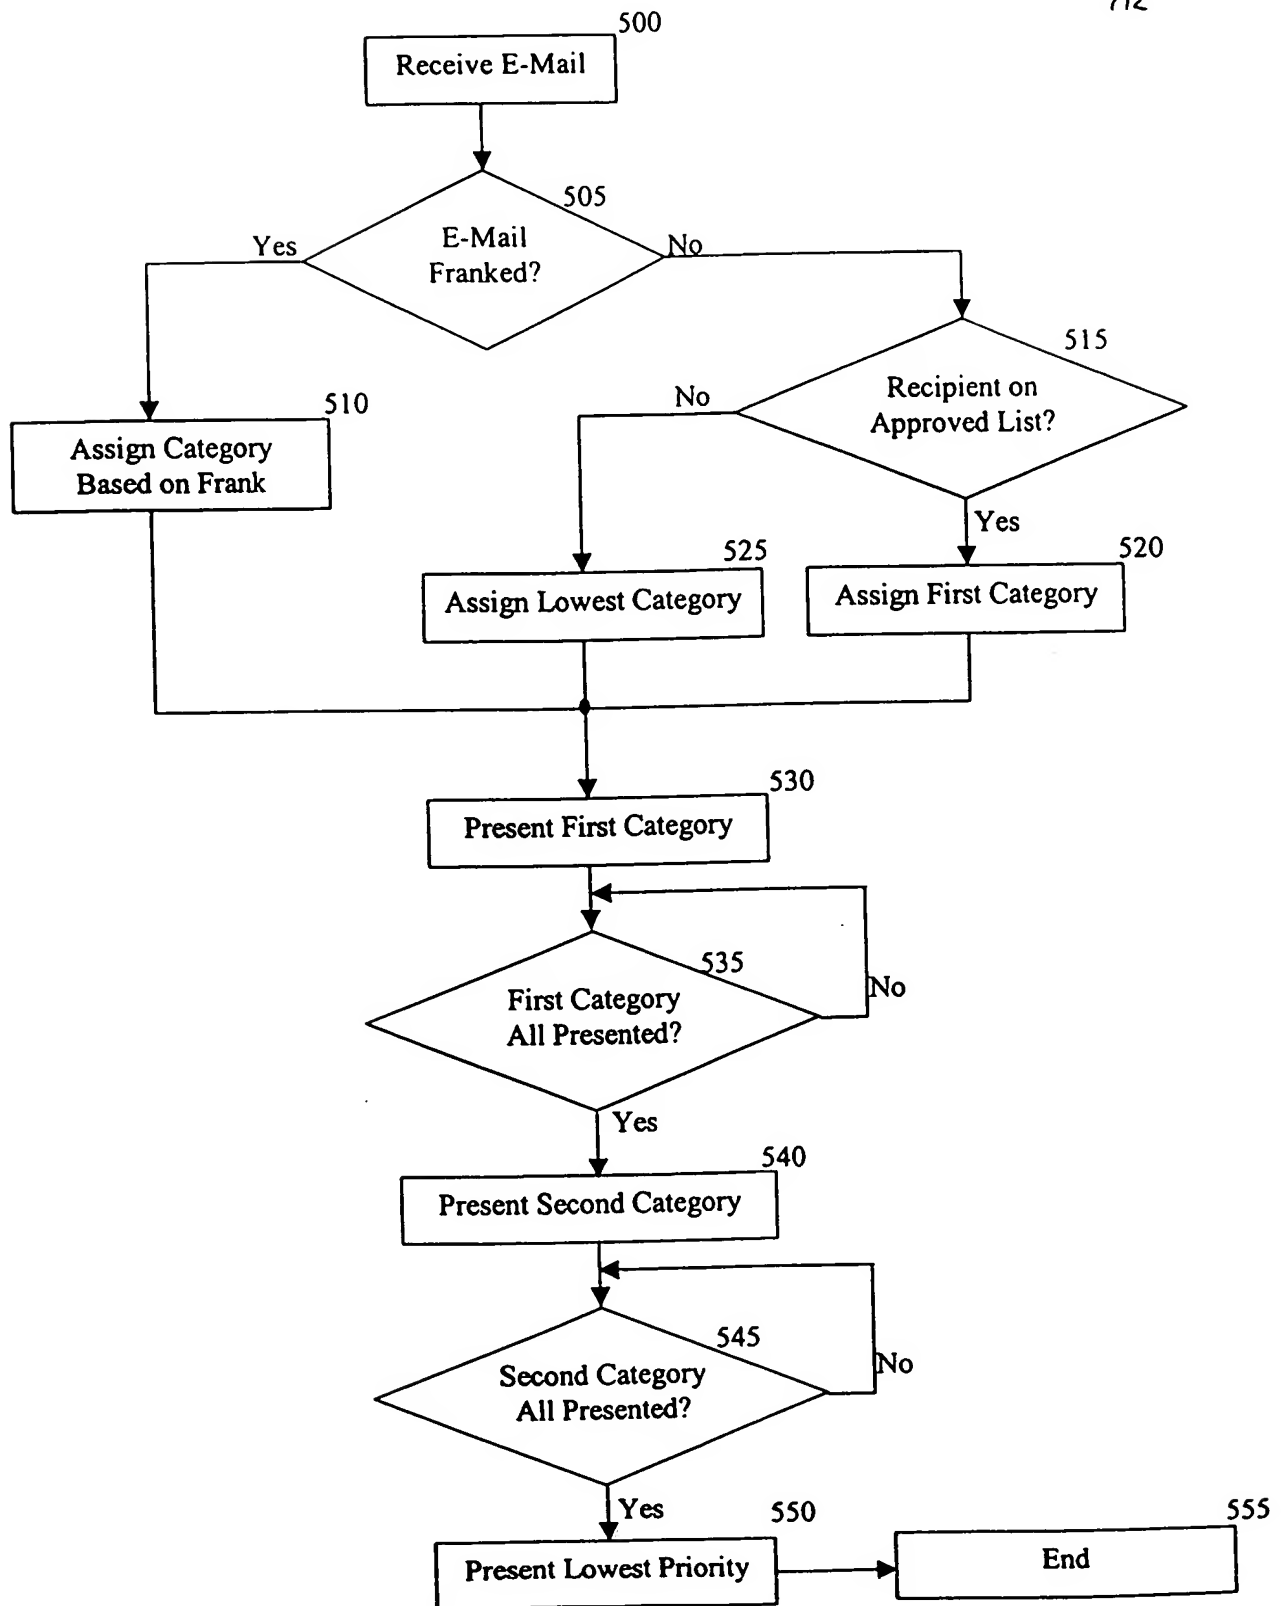 500
Receive E-Mail
505
E-Mail
Franked?
Yes
No
515
Recipient on
Approved List?
No
Yes
510
Assign Category
Based on Frank
525
Assign Lowest Category
520
Assign First Category
530
Present First Category
535
First Category
All Presented?
No
Yes
540
Present Second Category
545
Second Category
All Presented?
No
Yes
550
Present Lowest Priority
555
End